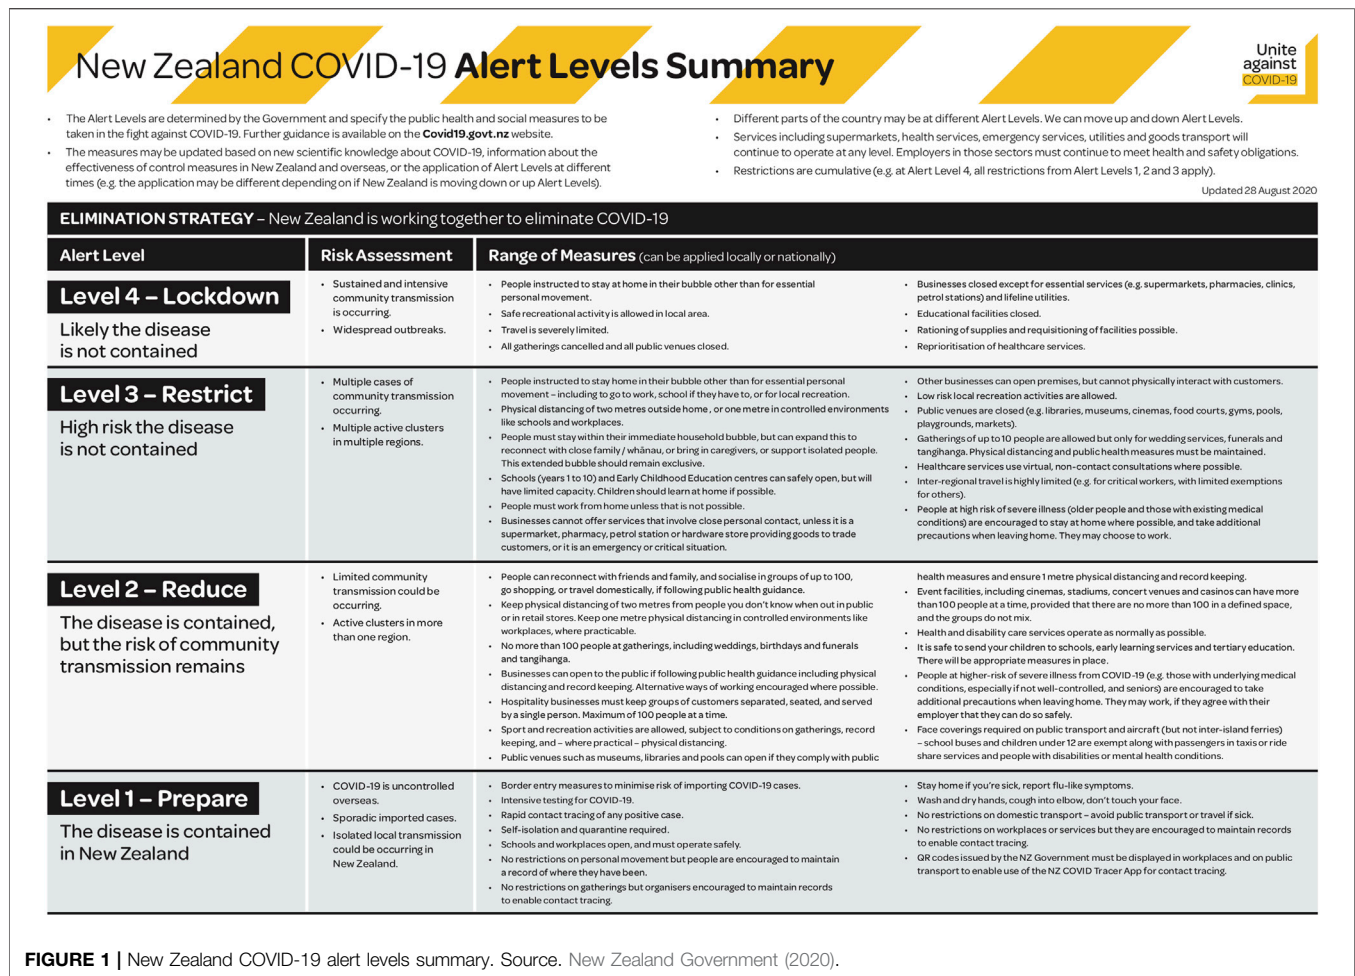 New Zealand COVID-19 Alert Levels Summary
Unite
against
COVID-19
• The Alert Levels are determined by the Government and specify the public health and social measures to be
taken in the fight against COVID-19. Further guidance is available on the Covid19.govt.nz website.
• The measures may be updated based on new scientific knowledge about COVID-19, information about the
effectiveness of control measures in New Zealand and overseas, or the application of Alert Levels at different
times (e.g. the application may be different depending on if New Zealand is moving down or up Alert Levels).
• Different parts of the country may be at different Alert Levels. We can move up and down Alert Levels.
• Services including supermarkets, health services, emergency services, utilities and goods transport will
continue to operate at any level. Employers in those sectors must continue to meet health and safety obligations.
• Restrictions are cumulative (e.g. at Alert Level 4, all restrictions from Alert Levels 1, 2 and 3 apply).
Updated 28 August 2020
ELIMINATION STRATEGY – New Zealand is working together to eliminate COVID-19
Alert Level
Risk Assessment
Range of Measures (can be applied locally or nationally)
Level 4 – Lockdown
Likely the disease
is not contained
• Sustained and intensive
community transmission
is occurring.
• Widespread outbreaks.
• People instructed to stay at home in their bubble other than for essential
personal movement.
• Safe recreational activity is allowed in local area.
• Travel is severely limited.
• All gatherings cancelled and all public venues closed.
• Businesses closed except for essential services (e.g. supermarkets, pharmacies, clinics,
petrol stations) and lifeline utilities.
• Educational facilities closed.
• Rationing of supplies and requisitioning of facilities possible.
• Reprioritisation of healthcare services.
Level 3 – Restrict
High risk the disease
is not contained
• Multiple cases of
community transmission
occurring.
• Multiple active clusters
in multiple regions.
• People instructed to stay home in their bubble other than for essential personal
movement – including to go to work, school if they have to, or for local recreation.
• Physical distancing of two metres outside home , or one metre in controlled environments
like schools and workplaces.
• People must stay within their immediate household bubble, but can expand this to
reconnect with close family / whānau, or bring in caregivers, or support isolated people.
This extended bubble should remain exclusive.
• Schools (years 1 to 10) and Early Childhood Education centres can safely open, but will
have limited capacity. Children should learn at home if possible.
• People must work from home unless that is not possible.
• Businesses cannot offer services that involve close personal contact, unless it is a
supermarket, pharmacy, petrol station or hardware store providing goods to trade
customers, or it is an emergency or critical situation.
• Other businesses can open premises, but cannot physically interact with customers.
• Low risk local recreation activities are allowed.
• Public venues are closed (e.g. libraries, museums, cinemas, food courts, gyms, pools,
playgrounds, markets).
• Gatherings of up to 10 people are allowed but only for wedding services, funerals and
tangihanga. Physical distancing and public health measures must be maintained.
• Healthcare services use virtual, non-contact consultations where possible.
• Inter-regional travel is highly limited (e.g. for critical workers, with limited exemptions
for others).
• People at high risk of severe illness (older people and those with existing medical
conditions) are encouraged to stay at home where possible, and take additional
precautions when leaving home. They may choose to work.
Level 2 – Reduce
The disease is contained,
but the risk of community
transmission remains
• Limited community
transmission could be
occurring.
• Active clusters in more
than one region.
• People can reconnect with friends and family, and socialise in groups of up to 100,
go shopping, or travel domestically, if following public health guidance.
• Keep physical distancing of two metres from people you don't know when out in public
or in retail stores. Keep one metre physical distancing in controlled environments like
workplaces, where practicable.
• No more than 100 people at gatherings, including weddings, birthdays and funerals
and tangihanga.
• Businesses can open to the public if following public health guidance including physical
distancing and record keeping. Alternative ways of working encouraged where possible.
• Hospitality businesses must keep groups of customers separated, seated, and served
by a single person. Maximum of 100 people at a time.
• Sport and recreation activities are allowed, subject to conditions on gatherings, record
keeping, and – where practical – physical distancing.
• Public venues such as museums, libraries and pools can open if they comply with public
health measures and ensure 1 metre physical distancing and record keeping.
• Event facilities, including cinemas, stadiums, concert venues and casinos can have more
than 100 people at a time, provided that there are no more than 100 in a defined space,
and the groups do not mix.
• Health and disability care services operate as normally as possible.
• It is safe to send your children to schools, early learning services and tertiary education.
There will be appropriate measures in place.
• People at higher-risk of severe illness from COVID-19 (e.g. those with underlying medical
conditions, especially if not well-controlled, and seniors) are encouraged to take
additional precautions when leaving home. They may work, if they agree with their
employer that they can do so safely.
• Face coverings required on public transport and aircraft (but not inter-island ferries)
– school buses and children under 12 are exempt along with passengers in taxis or ride
share services and people with disabilities or mental health conditions.
Level 1 – Prepare
The disease is contained
in New Zealand
• COVID-19 is uncontrolled
overseas.
• Sporadic imported cases.
• Isolated local transmission
could be occurring in
New Zealand.
• Border entry measures to minimise risk of importing COVID-19 cases.
• Intensive testing for COVID-19.
• Rapid contact tracing of any positive case.
• Self-isolation and quarantine required.
• Schools and workplaces open, and must operate safely.
• No restrictions on personal movement but people are encouraged to maintain
a record of where they have been.
• No restrictions on gatherings but organisers encouraged to maintain records
to enable contact tracing.
• Stay home if you're sick, report flu-like symptoms.
• Wash and dry hands, cough into elbow, don't touch your face.
• No restrictions on domestic transport – avoid public transport or travel if sick.
• No restrictions on workplaces or services but they are encouraged to maintain records
to enable contact tracing.
• QR codes issued by the NZ Government must be displayed in workplaces and on public
transport to enable use of the NZ COVID Tracer App for contact tracing.
FIGURE 1 | New Zealand COVID-19 alert levels summary. Source. New Zealand Government (2020).